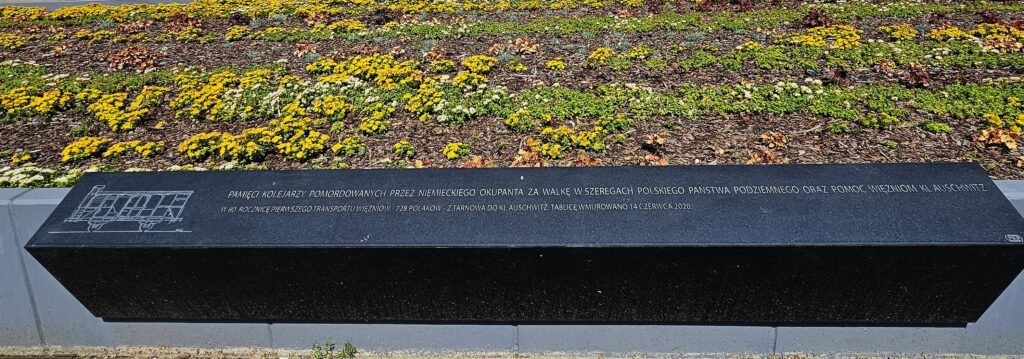 PAMIĘCI KOLEJARZY POMORDOWANYCH PRZEZ NIEMIECKIEGO OKUPANTA ZA WALKĘ W SZEREGACH POLSKIEGO PAŃSTWA PODZIEMNEGO ORAZ POMOC WIĘŹNIOM KL AUSCHWITZ.
W 80. ROCZNICĘ PIERWSZEGO TRANSPORTU WIĘŹNIÓW - 728 POLAKÓW - Z TARNOWA DO KL AUSCHWITZ. TABLICĘ WMUROWANO 14 CZERWCA 2020.